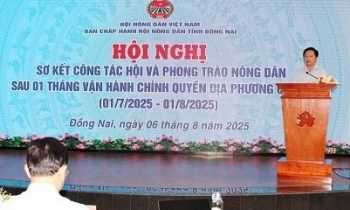 HỘI NÔNG DÂN VIỆT NAM
BAN CHẤP HÀNH HỘI NÔNG DÂN TỈNH ĐỒNG NAI
HỘI NGHỊ
SƠ KẾT CÔNG TÁC HỘI VÀ PHONG TRÀO NÔNG DÂN
SAU 01 THÁNG VẬN HÀNH CHÍNH QUYỀN ĐỊA PHƯƠNG
(01/7/2025 - 01/8/2025)
Đồng Nai, ngày 06 tháng 8 năm 2025